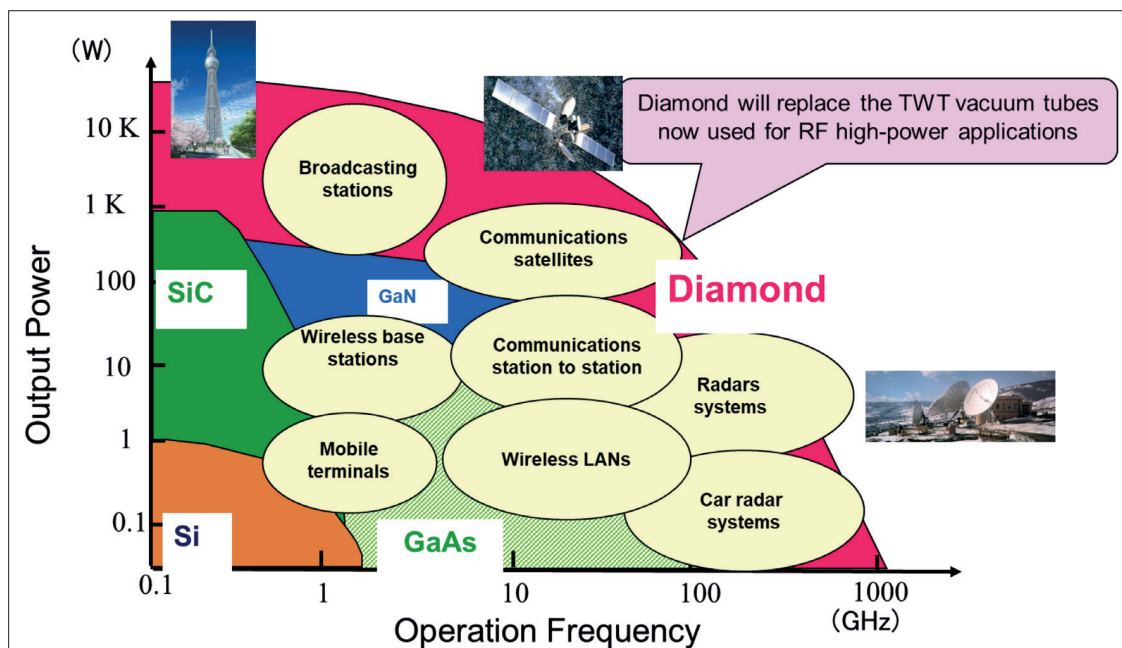 (W)
Diamond will replace the TWT vacuum tubes
now used for RF high-power applications
10 K
Broadcasting
stations
1 K
Communications
satellites
100
SiC
GaN
Diamond
Wireless base
stations
Communications
station to station
10
Radars
systems
Output Power
1
Mobile
terminals
Wireless LANs
Car radar
systems
0.1
Si
GaAs
0.1
1
10
100
1000
(GHz)
Operation Frequency